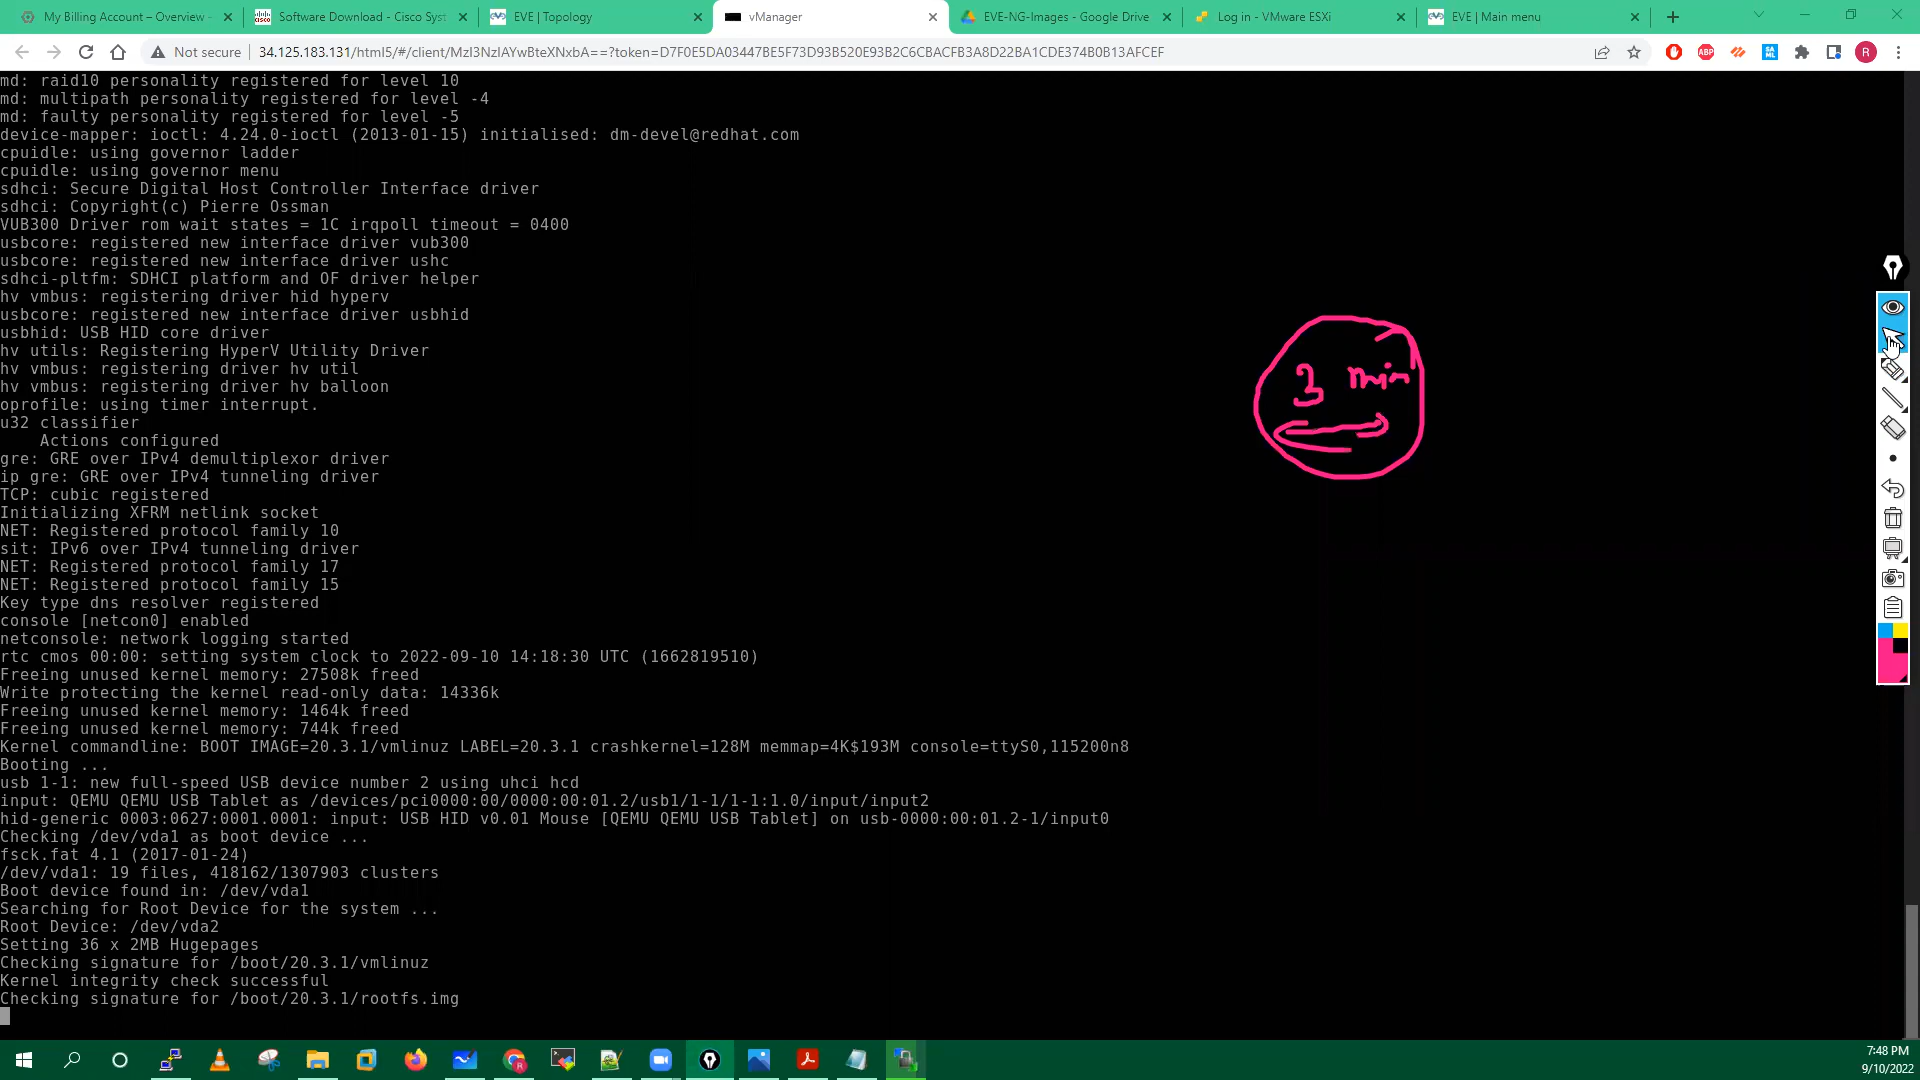 My Billing Account – Overview -
Software Download - Cisco Syst
EVE | Topology
vManager
EVE-NG-Images - Google Drive
Log in - VMware ESXi
EVE | Main menu
Not secure
34.125.183.131/html5/#/client/MzI3NzIAYwBteXNxbA==?token=D7F0E5DA03447BE5F73D93B520E93B2C6CBACFB3A8D22BA1CDE374B0B13AFCEF
ABP
R
md: raid10 personality registered for level 10
md: multipath personality registered for level -4
md: faulty personality registered for level -5
device-mapper: ioctl: 4.24.0-ioctl (2013-01-15) initialised: dm-devel@redhat.com
cpuidle: using governor ladder
cpuidle: using governor menu
sdhci: Secure Digital Host Controller Interface driver
sdhci: Copyright(c) Pierre Ossman
VUB300 Driver rom wait states = 1C irqpoll timeout = 0400
usbcore: registered new interface driver vub300
usbcore: registered new interface driver ushc
sdhci-pltfm: SDHCI platform and OF driver helper
hv vmbus: registering driver hid hyperv
usbcore: registered new interface driver usbhid
usbhid: USB HID core driver
hv utils: Registering HyperV Utility Driver
hv vmbus: registering driver hv util
hv vmbus: registering driver hv balloon
oprofile: using timer interrupt.
u32 classifier
Actions configured
gre: GRE over IPv4 demultiplexor driver
ip gre: GRE over IPv4 tunneling driver
TCP: cubic registered
Initializing XFRM netlink socket
NET: Registered protocol family 10
sit: IPv6 over IPv4 tunneling driver
NET: Registered protocol family 17
NET: Registered protocol family 15
Key type dns resolver registered
console [netcon0] enabled
netconsole: network logging started
rtc cmos 00:00: setting system clock to 2022-09-10 14:18:30 UTC (1662819510)
Freeing unused kernel memory: 27508k freed
Write protecting the kernel read-only data: 14336k
Freeing unused kernel memory: 1464k freed
Freeing unused kernel memory: 744k freed
Kernel commandline: BOOT IMAGE=20.3.1/vmlinuz LABEL=20.3.1 crashkernel=128M memmap=4K$193M console=ttyS0,115200n8
Booting ...
usb 1-1: new full-speed USB device number 2 using uhci hcd
input: QEMU QEMU USB Tablet as /devices/pci0000:00/0000:00:01.2/usb1/1-1/1-1:1.0/input/input2
hid-generic 0003:0627:0001.0001: input: USB HID v0.01 Mouse [QEMU QEMU USB Tablet] on usb-0000:00:01.2-1/input0
Checking /dev/vda1 as boot device ...
fsck.fat 4.1 (2017-01-24)
/dev/vda1: 19 files, 418162/1307903 clusters
Boot device found in: /dev/vda1
Searching for Root Device for the system ...
Root Device: /dev/vda2
Setting 36 x 2MB Hugepages
Checking signature for /boot/20.3.1/vmlinuz
Kernel integrity check successful
Checking signature for /boot/20.3.1/rootfs.img
3 min
7:48 PM
9/10/2022